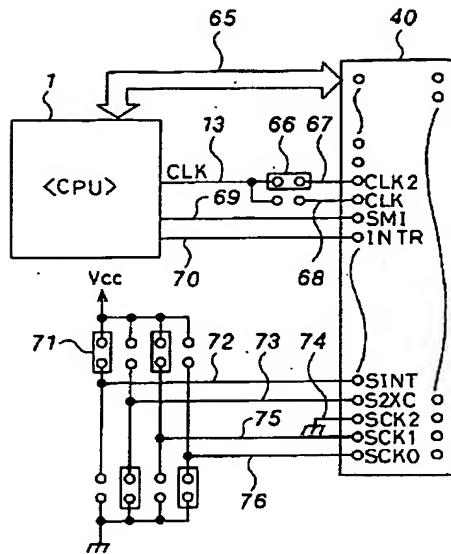 65
40
1
13
66
67
CLK
<CPU>
CLK2
CLK
69
SMI
INTR
70
68
Vcc
71
72
73
74
SINT
S2XC
SCK2
75
SCK1
SCK0
76